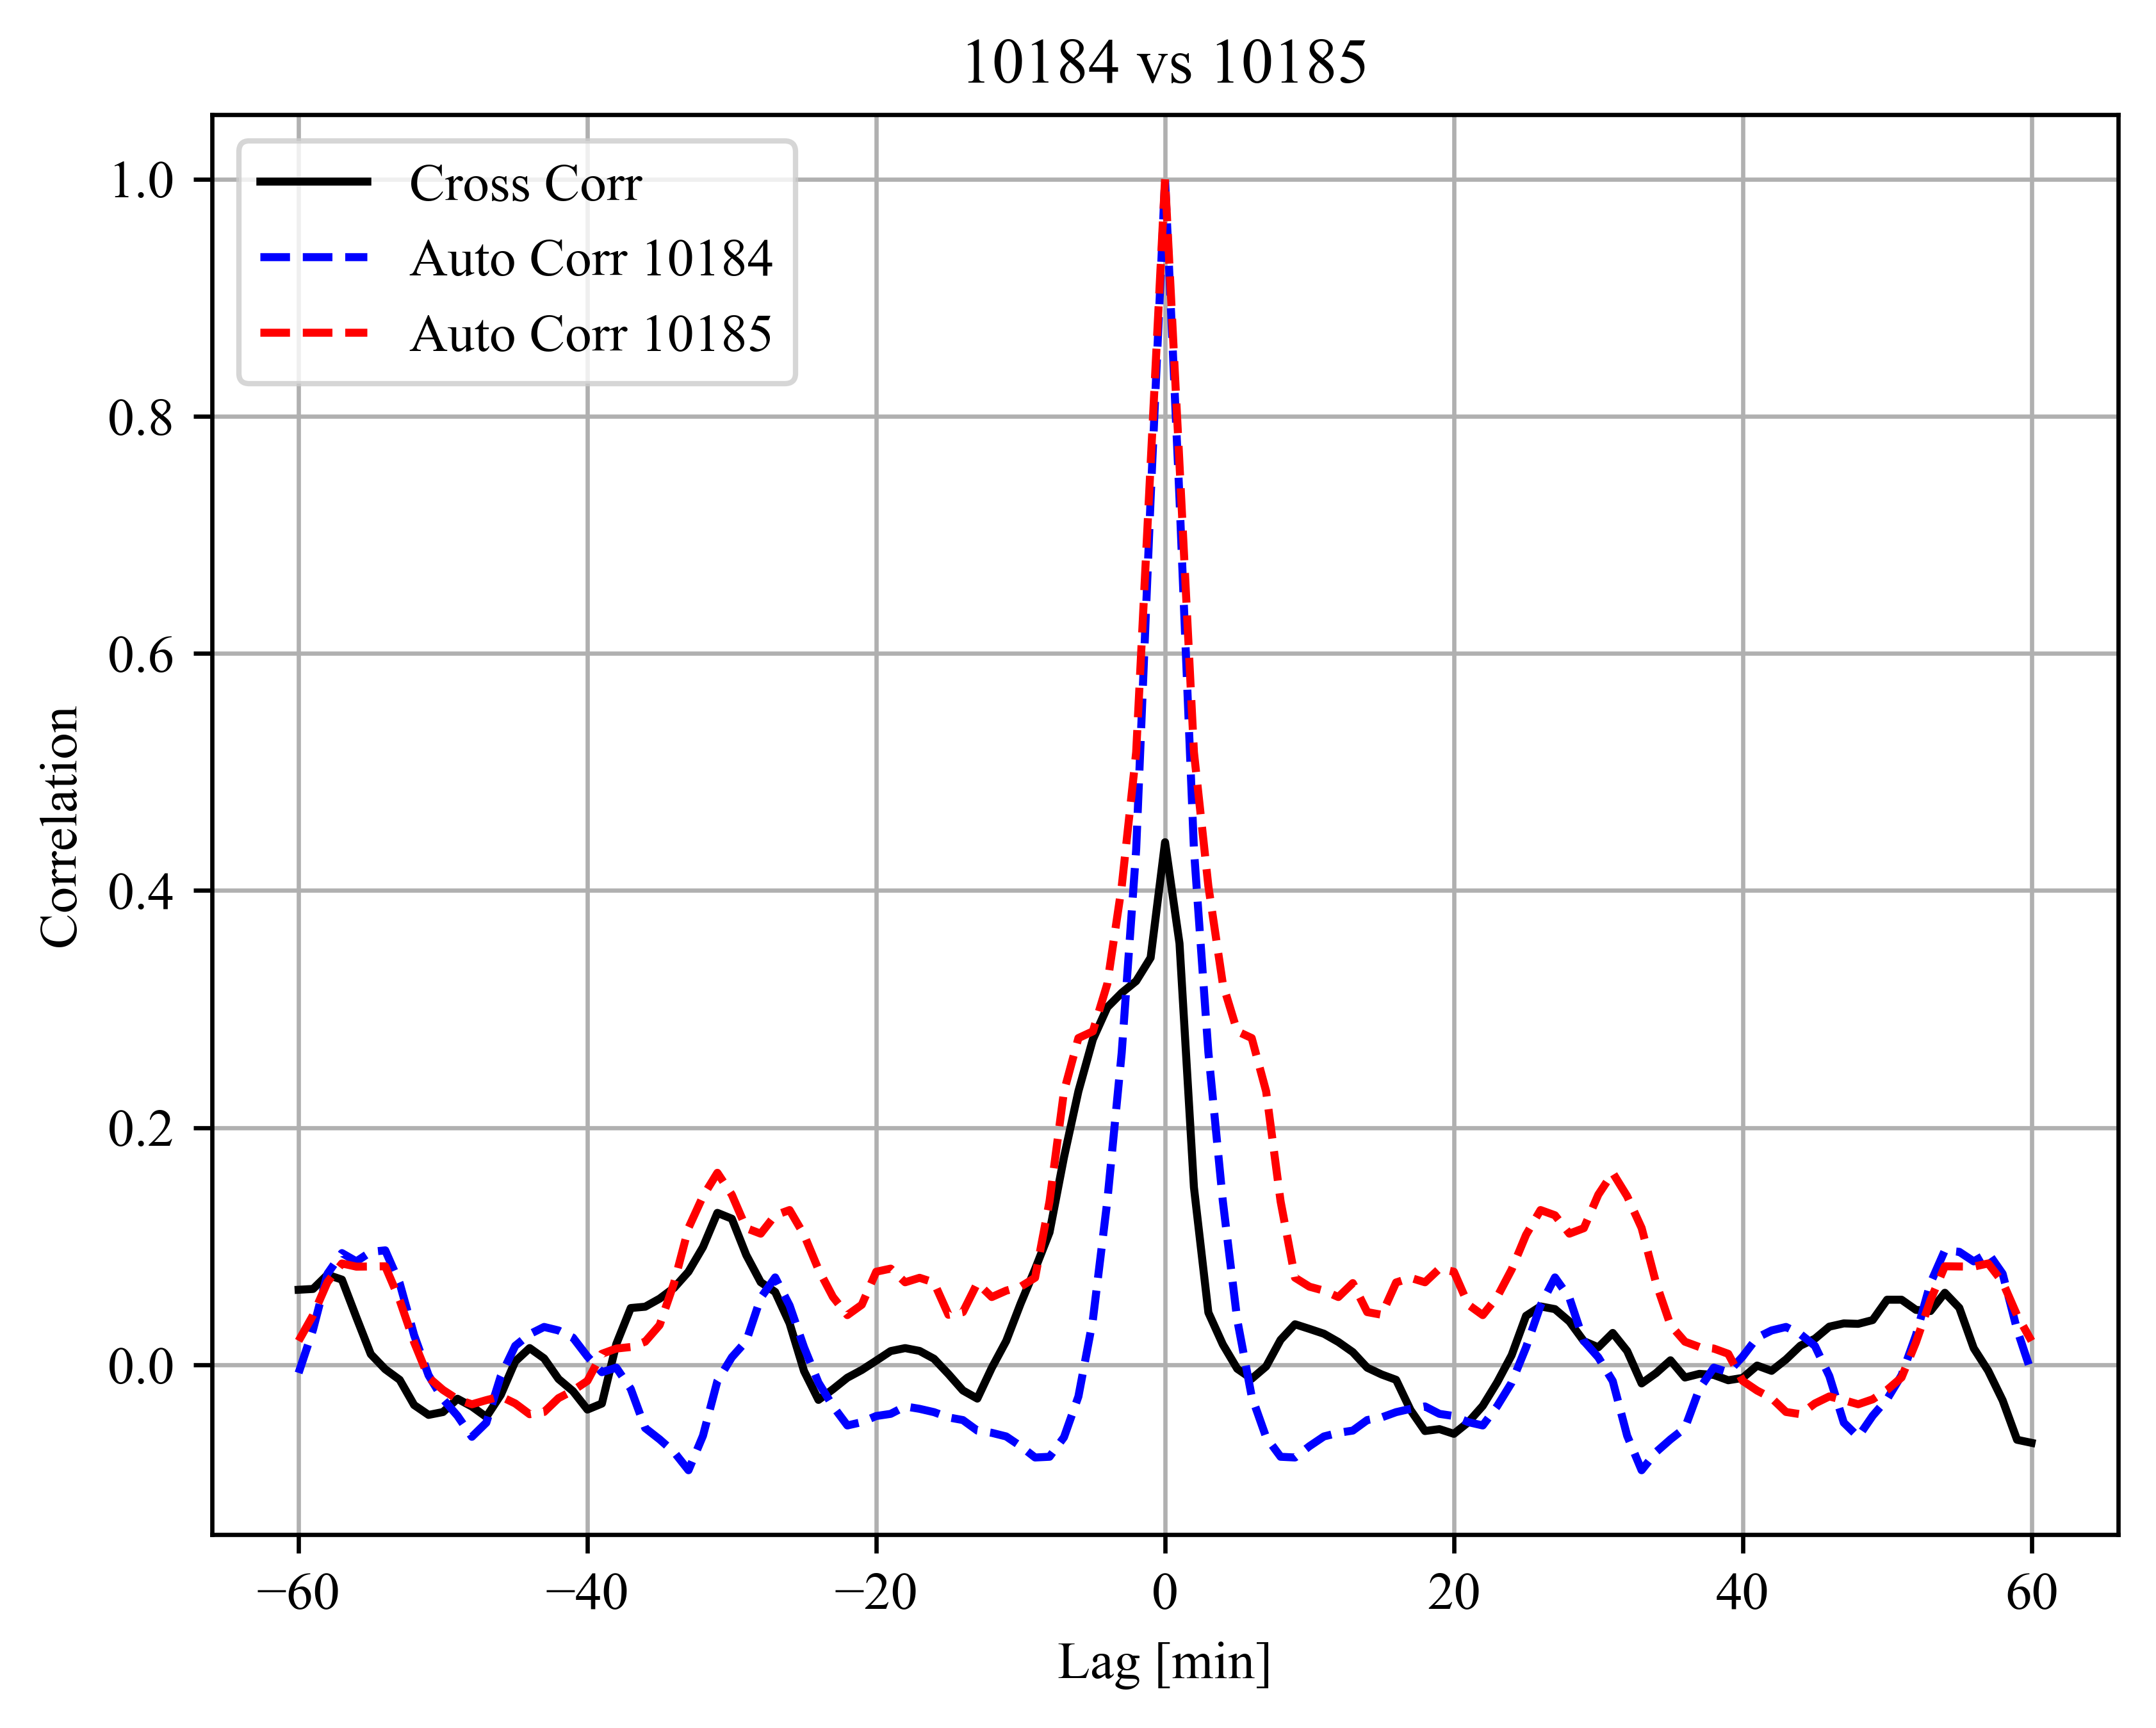 10184 vs 10185
Cross Corr
Auto Corr 10184
Auto Corr 10185
1.0
0.8
0.6
0.4
0.2
0.0
Correlation
−60 −40 −20 0 20 40 60
Lag [min]